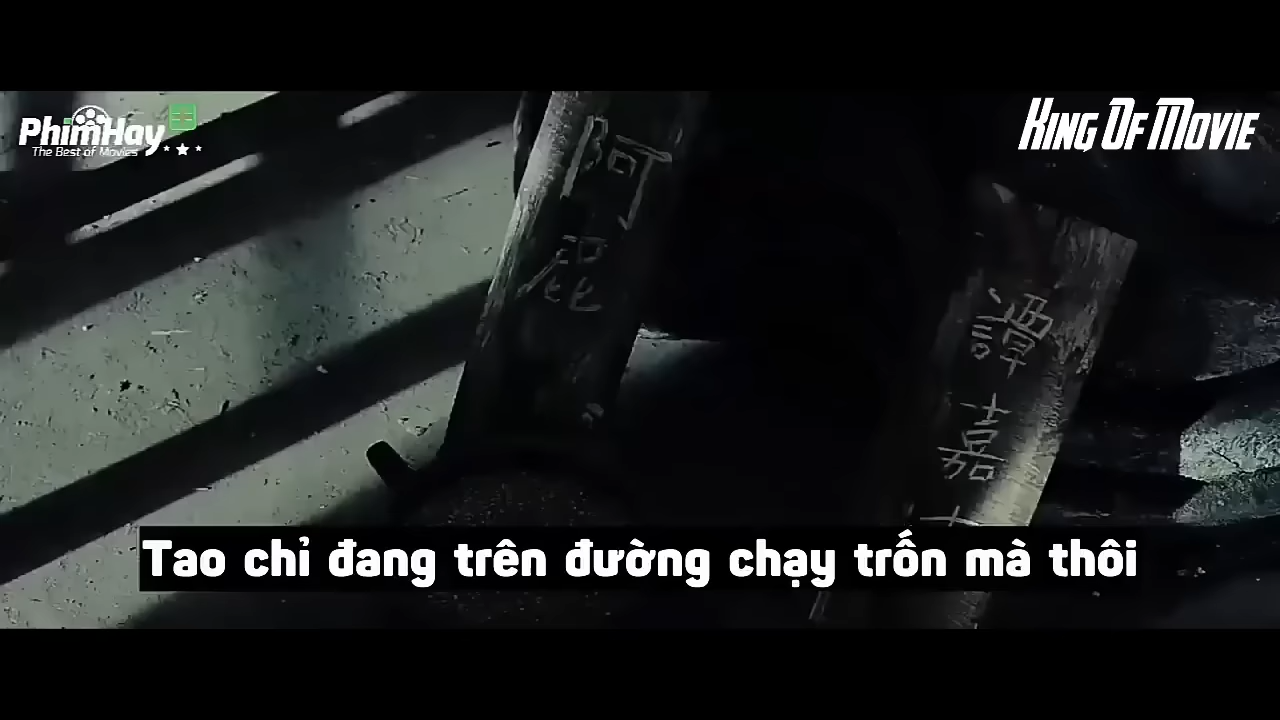 PhimHay
The Best of Movies
KING OF MOVIE
阿
毘
譚
嘉
Tao chỉ đang trên đường chạy trốn mà thôi